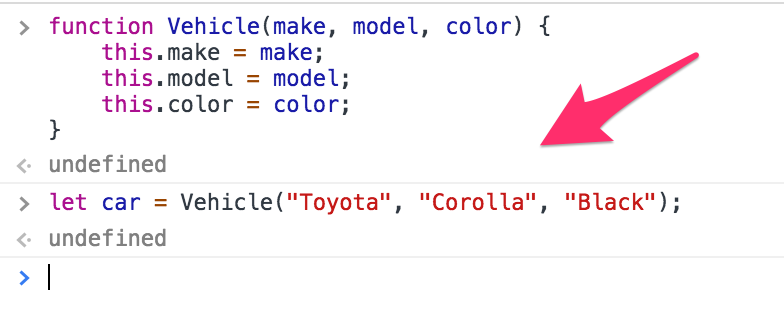 function Vehicle(make, model, color) {
    this.make = make;
    this.model = model;
    this.color = color;
}
undefined
let car = Vehicle("Toyota", "Corolla", "Black");
undefined